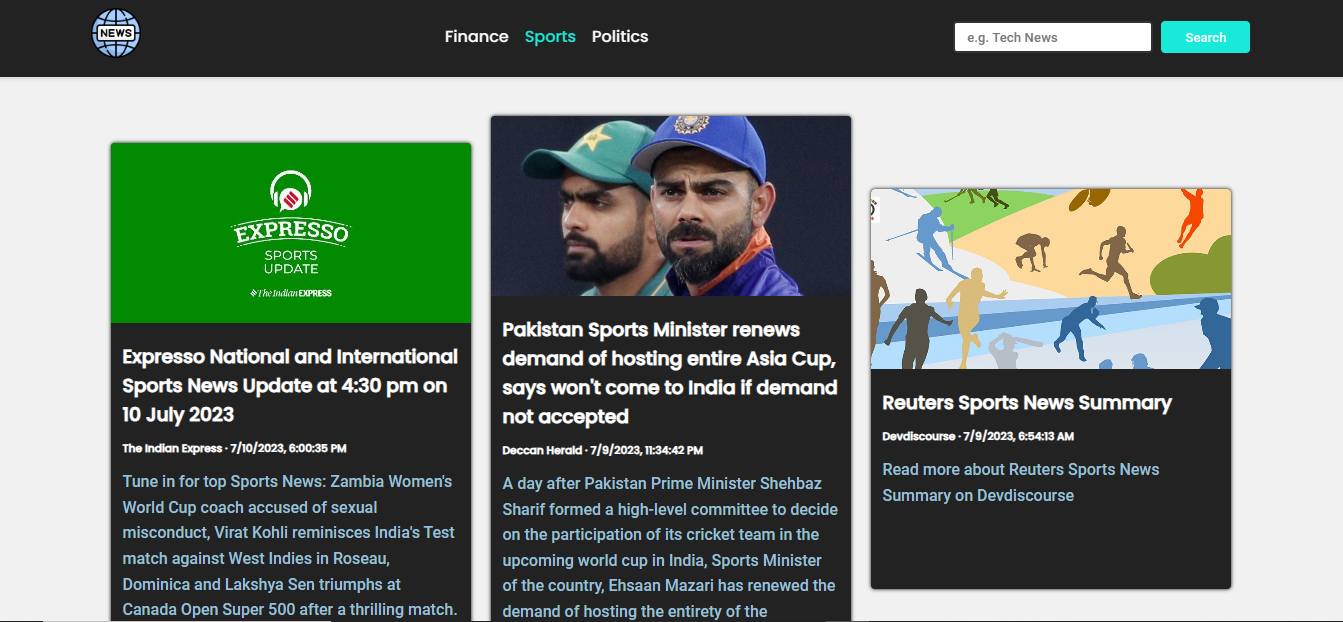 NEWS
Finance Sports Politics
e.g. Tech News
Search
EXPRESSO
SPORTS
UPDATE
The Indian EXPRESS
Expresso National and International
Sports News Update at 4:30 pm on
10 July 2023
The Indian Express · 7/10/2023, 6:00:35 PM
Tune in for top Sports News: Zambia Women's
World Cup coach accused of sexual
misconduct, Virat Kohli reminisces India's Test
match against West Indies in Roseau,
Dominica and Lakshya Sen triumphs at
Canada Open Super 500 after a thrilling match.
Pakistan Sports Minister renews
demand of hosting entire Asia Cup,
says won't come to India if demand
not accepted
Deccan Herald · 7/9/2023, 11:34:42 PM
A day after Pakistan Prime Minister Shehbaz
Sharif formed a high-level committee to decide
on the participation of its cricket team in the
upcoming world cup in India, Sports Minister
of the country, Ehsaan Mazari has renewed the
demand of hosting the entirety of the
Reuters Sports News Summary
Devdiscourse · 7/9/2023, 6:54:13 AM
Read more about Reuters Sports News
Summary on Devdiscourse